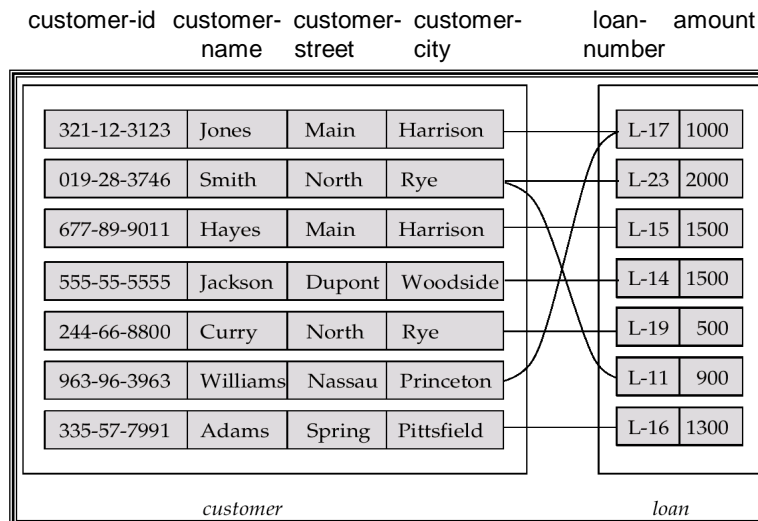 customer-id customer-name customer-street customer-city loan-number amount
321-12-3123 Jones Main Harrison L-17 1000
019-28-3746 Smith North Rye L-23 2000
677-89-9011 Hayes Main Harrison L-15 1500
555-55-5555 Jackson Dupont Woodside L-14 1500
244-66-8800 Curry North Rye L-19 500
963-96-3963 Williams Nassau Princeton L-11 900
335-57-7991 Adams Spring Pittsfield L-16 1300
customer loan